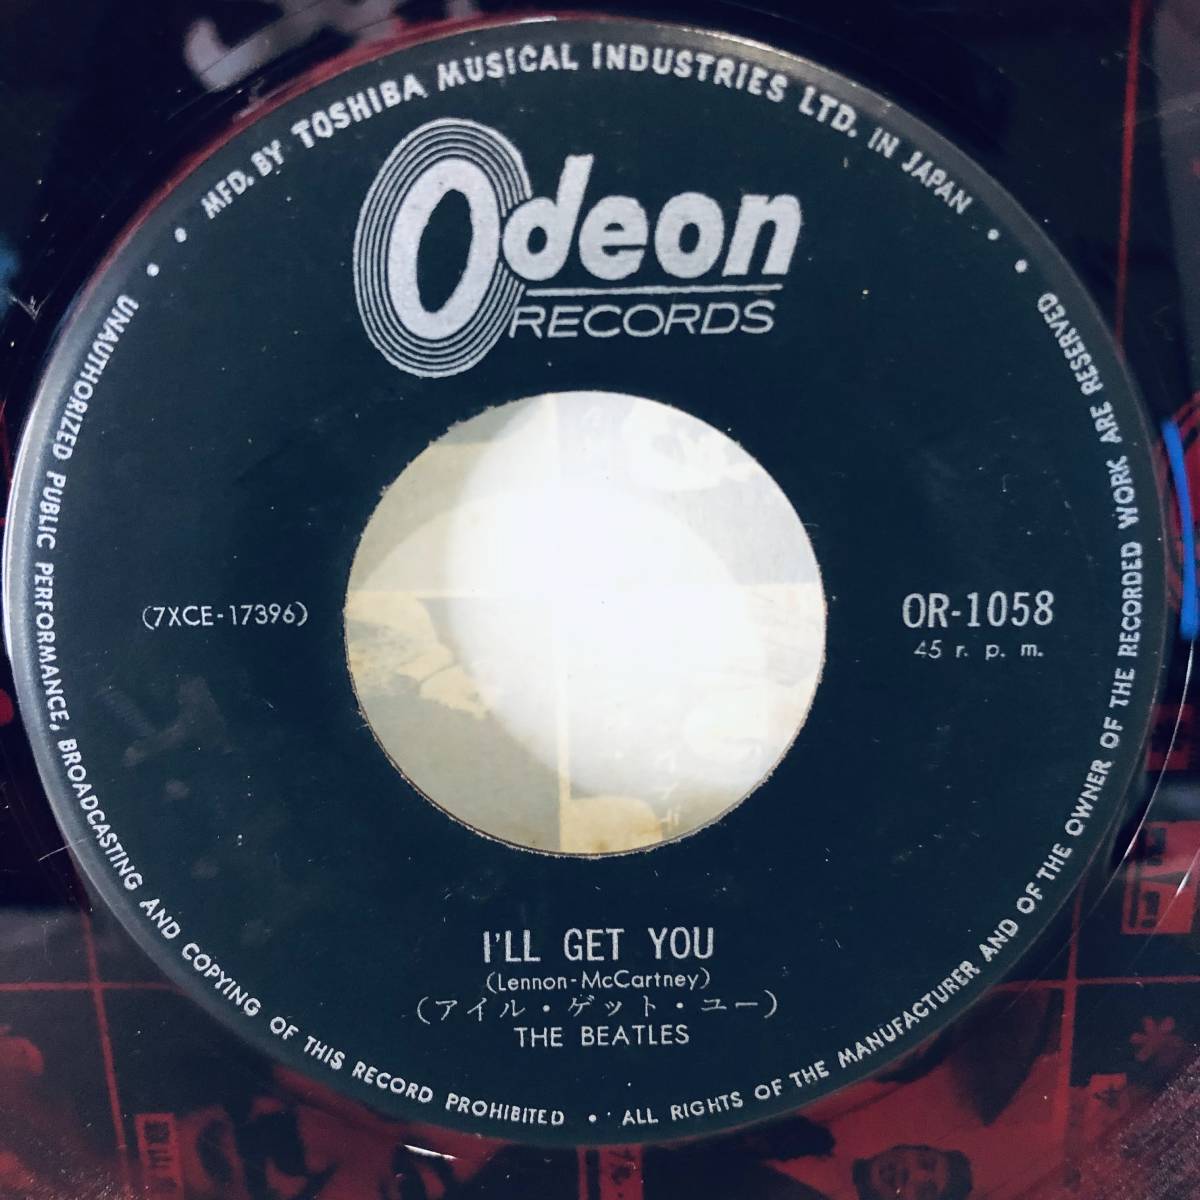 MFD. BY TOSHIBA MUSICAL INDUSTRIES LTD. IN JAPAN
Odeon
RECORDS
(7XCE-17396)
OR-1058
45 r. p. m.
I'LL GET YOU
(Lennon-McCartney)
(アイル・ゲット・ユー)
THE BEATLES
UNAUTHORIZED PUBLIC PERFORMANCE, BROADCASTING AND COPYING OF THIS RECORD PROHIBITED • ALL RIGHTS OF THE MANUFACTURER AND OF THE OWNER OF THE RECORDED WORK ARE RESERVED